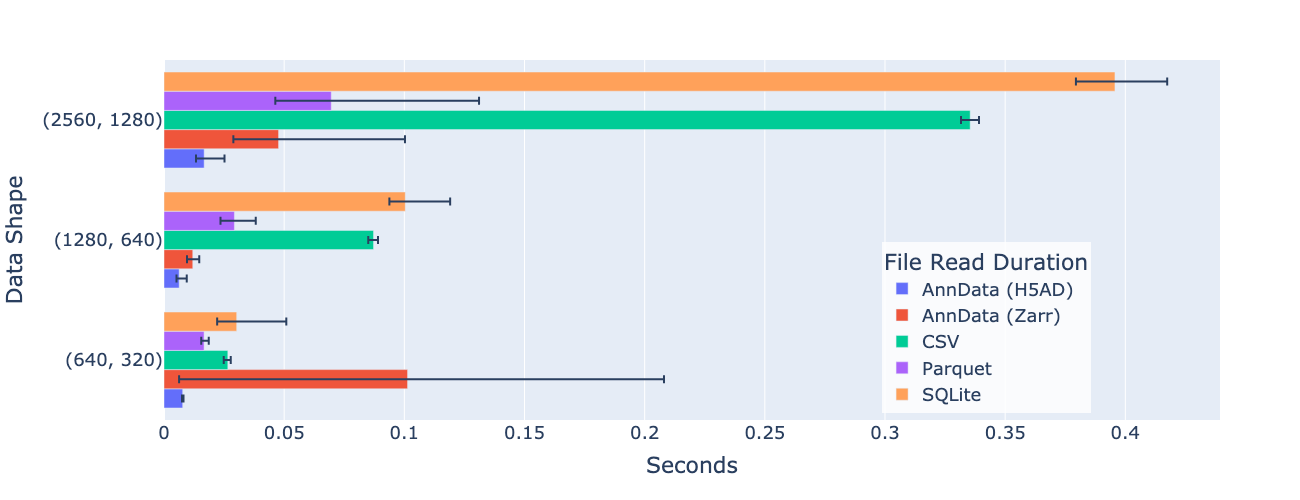 Data Shape
(2560, 1280)
(1280, 640)
(640, 320)
File Read Duration
AnnData (H5AD)
AnnData (Zarr)
CSV
Parquet
SQLite
0 0.05 0.1 0.15 0.2 0.25 0.3 0.35 0.4
Seconds